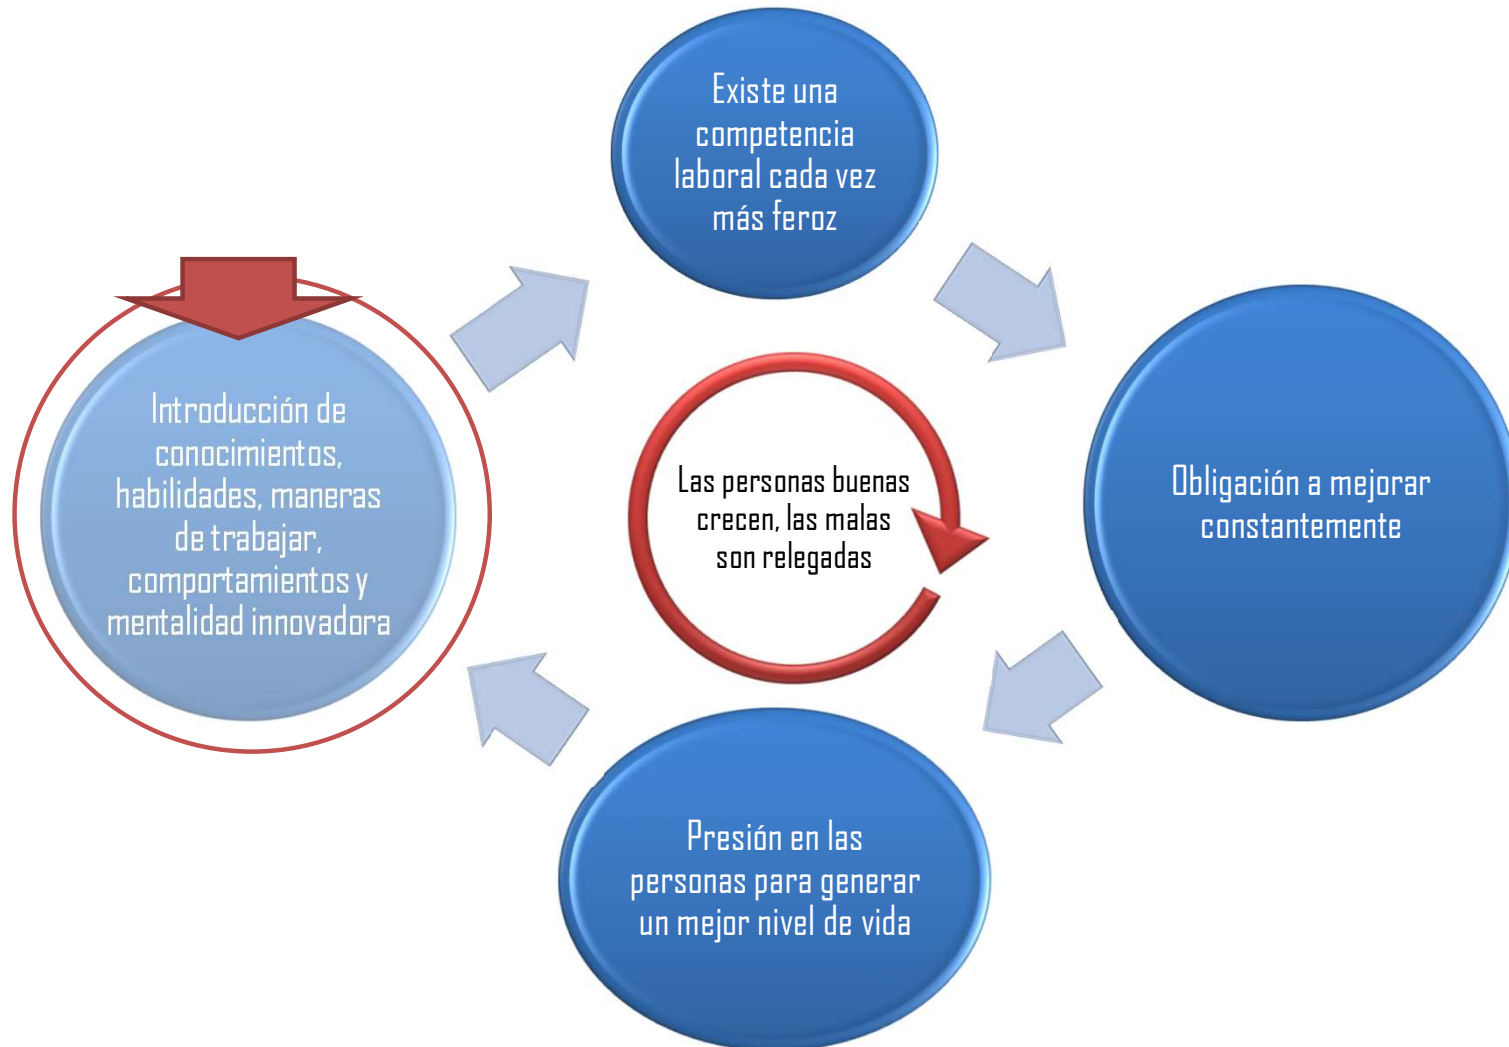 Existe una
competencia
laboral cada vez
más feroz
Obligación a mejorar
constantemente
Presión en las
personas para generar
un mejor nivel de vida
Introducción de
conocimientos,
habilidades, maneras
de trabajar,
comportamientos y
mentalidad innovadora
Las personas buenas
crecen, las malas
son relegadas